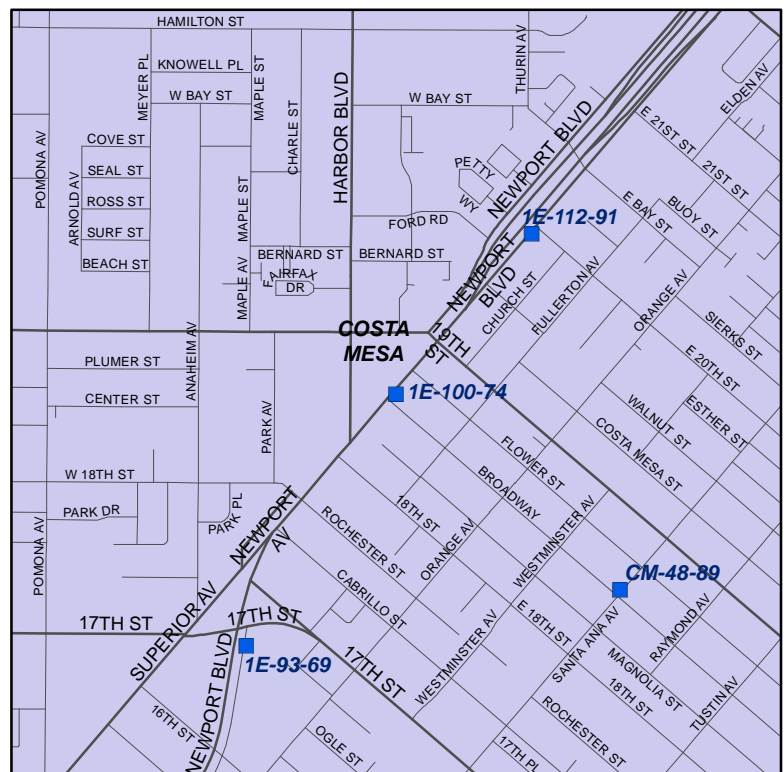 HAMILTON ST
THURIN AV
ELDEN AV
MEYER PL
KNOWELL PL
MAPLE ST
W BAY ST
W BAY ST
POMONA AV
CHARLE ST
HARBOR BLVD
NEWPORT BLVD
E 21ST ST
21ST ST
COVE ST
ARNOLD AV
SEAL ST
ROSS ST
SURF ST
BEACH ST
MAPLE ST
PETTY
WY
FORD RD
E BAY ST
BUOY ST
1E-112-91
BERNARD ST
BERNARD ST
FAIRFAX
DR
MAPLE AV
NEWPORT
BLVD
CHURCH ST
FULLERTON AV
ORANGE AV
SIERKS ST
COSTA
MESA
19TH
ST
ANAHEIM AV
PLUMER ST
CENTER ST
PARK AV
1E-100-74
E 20TH ST
WALNUT ST
ESTHER ST
COSTA MESA ST
FLOWER ST
BROADWAY
W 18TH ST
PARK DR
PARK PL
NEWPORT
AV
18TH ST
ROCHESTER ST
ORANGE AV
WESTMINSTER AV
POMONA AV
CABRILLO ST
CM-48-89
E 18TH ST
SANTA ANA AV
RAYMOND AV
17TH ST
SUPERIOR AV
17TH ST
17TH ST
WESTMINSTER AV
MAGNOLIA ST
18TH ST
TUSTIN AV
1E-93-69
NEWPORT BLVD
16TH ST
OGLE ST
17TH PL
ROCHESTER ST